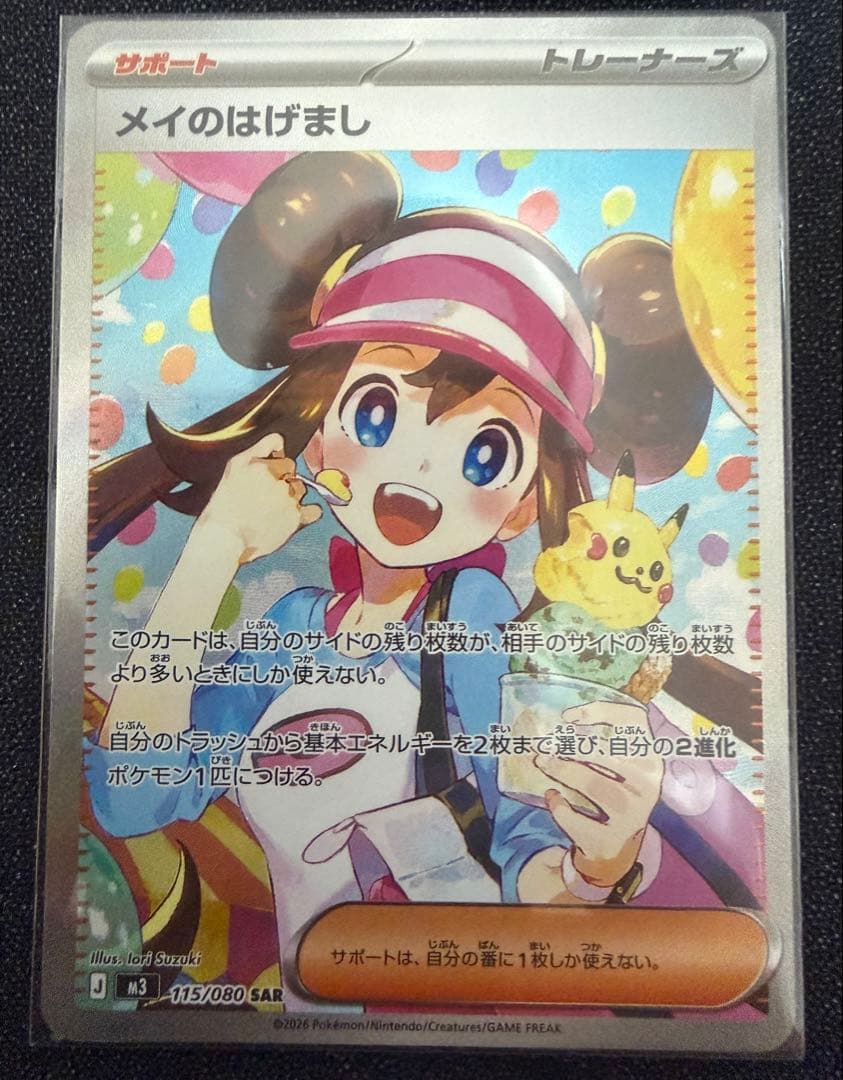 サポート
トレーナーズ
メイのはげまし
このカードは、自分のサイドの残り枚数が、相手のサイドの残り枚数
より多いときにしか使えない。
自分のトラッシュから基本エネルギーを2枚まで選び、自分の2進化
ポケモン1匹につける。
サポートは、自分の番に1枚しか使えない。
Illus. Iori Suzuki
J M3 115/080 SAR
©2026 Pokémon/Nintendo/Creatures/GAME FREAK